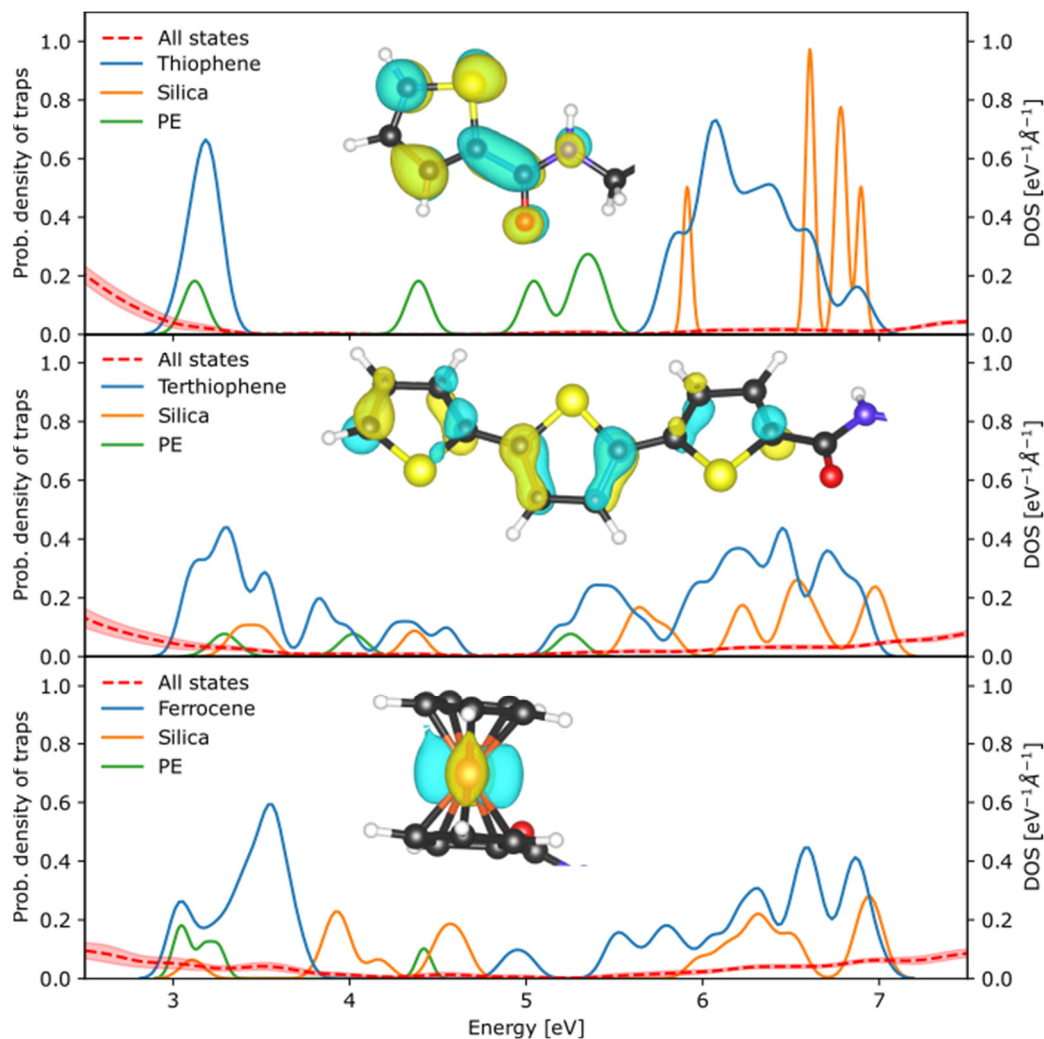 Prob. density of traps
1.0
0.8
0.6
0.4
0.2
0.0
All states
Thiophene
Silica
PE
1.0
0.8
0.6
0.4
0.2
0.0
DOS [eV⁻¹Å⁻¹]
Prob. density of traps
1.0
0.8
0.6
0.4
0.2
0.0
All states
Terthiophene
Silica
PE
1.0
0.8
0.6
0.4
0.2
0.0
DOS [eV⁻¹Å⁻¹]
Prob. density of traps
1.0
0.8
0.6
0.4
0.2
0.0
All states
Ferrocene
Silica
PE
1.0
0.8
0.6
0.4
0.2
0.0
DOS [eV⁻¹Å⁻¹]
3 4 5 6 7
Energy [eV]